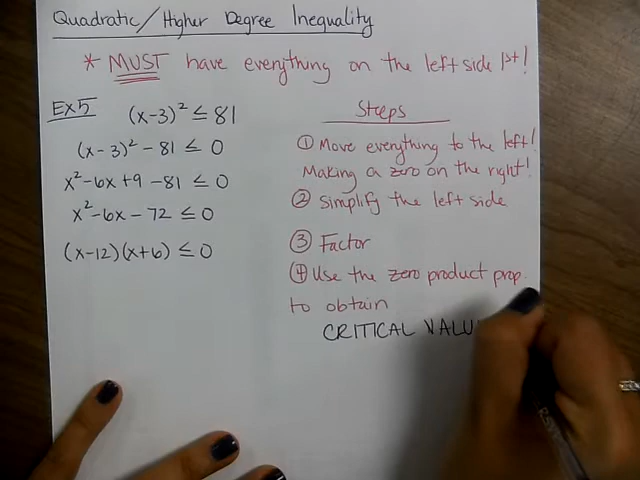 Quadratic/Higher Degree Inequality
* MUST have everything on the left side 1st!
Ex 5 (x-3)² ≤ 81
(x-3)² - 81 ≤ 0
x² - 6x + 9 - 81 ≤ 0
x² - 6x - 72 ≤ 0
(x-12)(x+6) ≤ 0
Steps
① Move everything to the left!
Making a zero on the right!
② Simplify the left side
③ Factor
④ Use the zero product prop.
to obtain
CRITICAL VALU